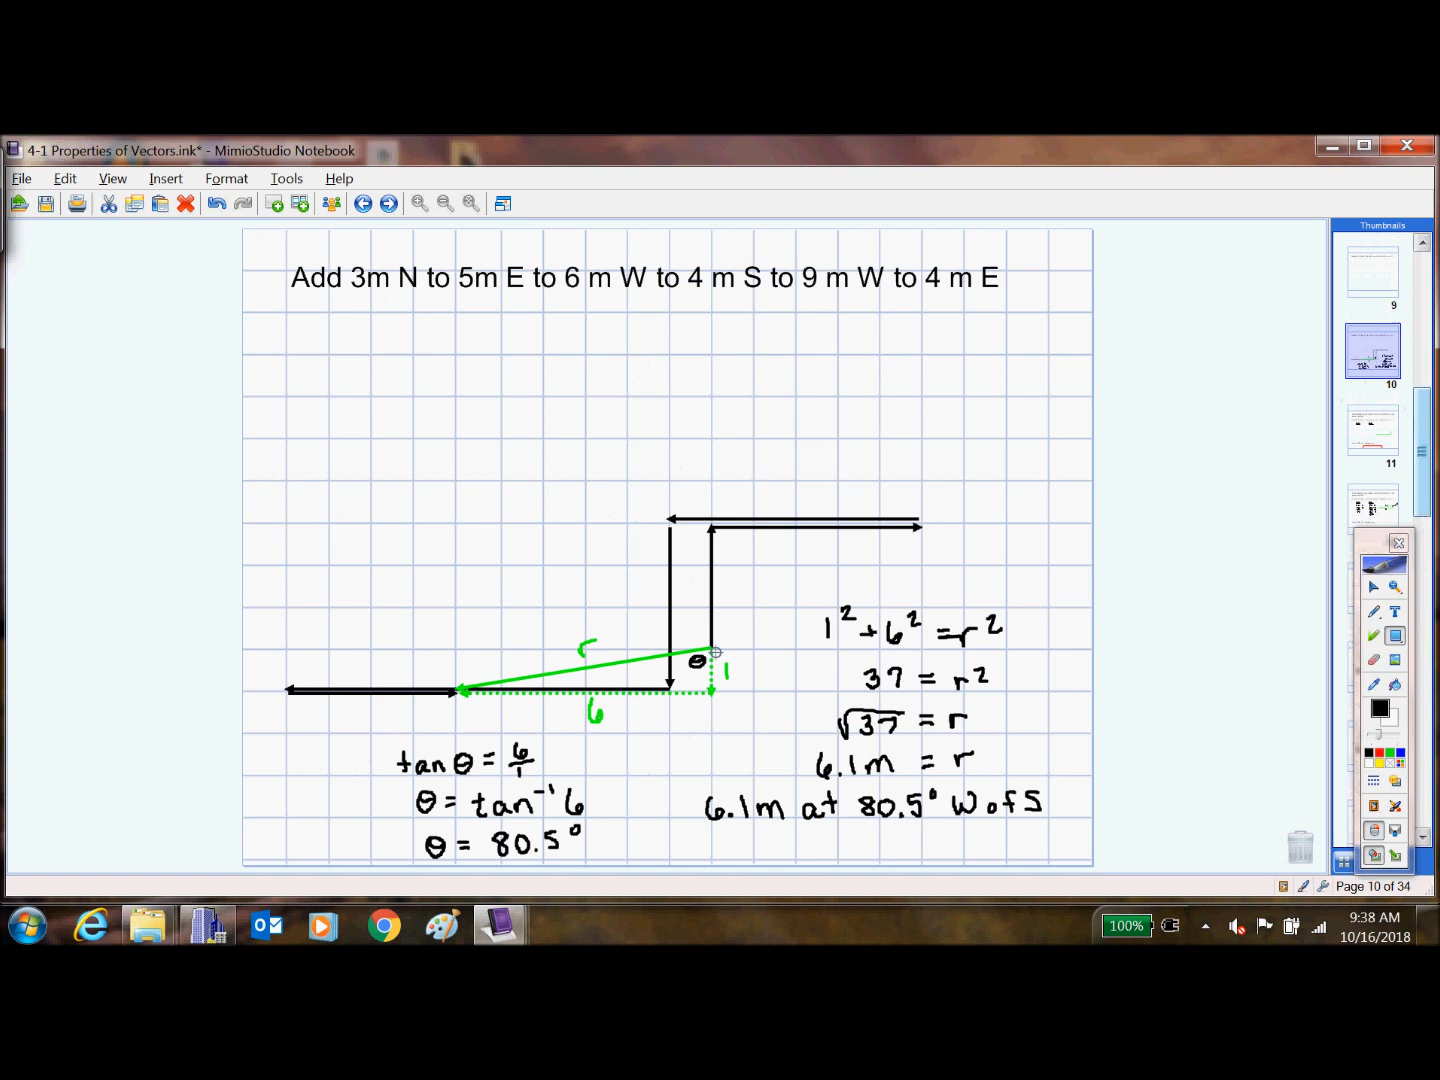 4-1 Properties of Vectors.ink* - MimioStudio Notebook
File Edit View Insert Format Tools Help
Thumbnails
Add 3m N to 5m E to 6 m W to 4 m S to 9 m W to 4 m E
9
10
11
r
θ
1
6
1² + 6² = r²
37 = r²
√37 = r
6.1m = r
6.1m at 80.5° W of S
tan θ = 6/1
θ = tan⁻¹ 6
θ = 80.5°
Page 10 of 34
100%
9:38 AM
10/16/2018